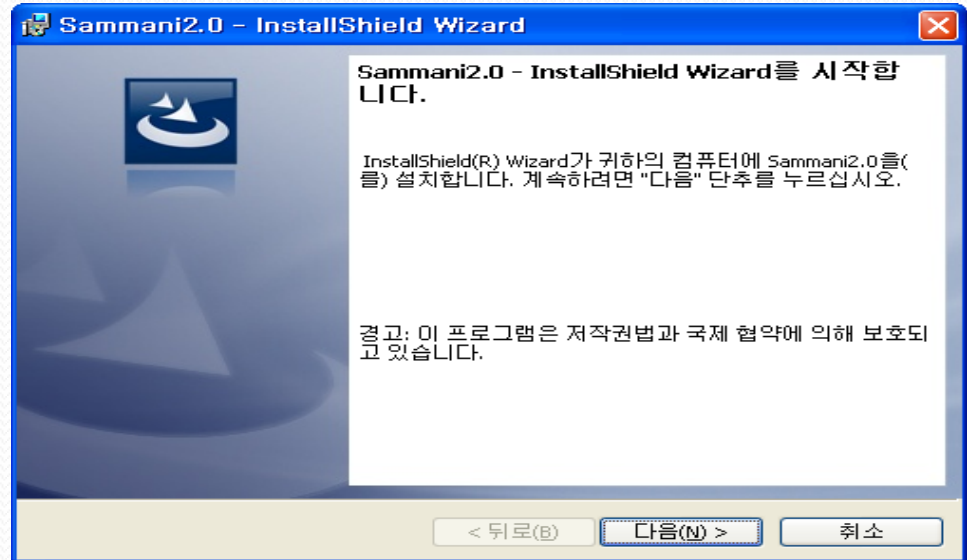 Sammani2.0 - InstallShield Wizard
Sammani2.0 - InstallShield Wizard를 시작합
니다.
InstallShield(R) Wizard가 귀하의 컴퓨터에 Sammani2.0을(
를) 설치합니다. 계속하려면 "다음" 단추를 누르십시오.
경고: 이 프로그램은 저작권법과 국제 협약에 의해 보호되
고 있습니다.
< 뒤로(B)
다음(N) >
취소